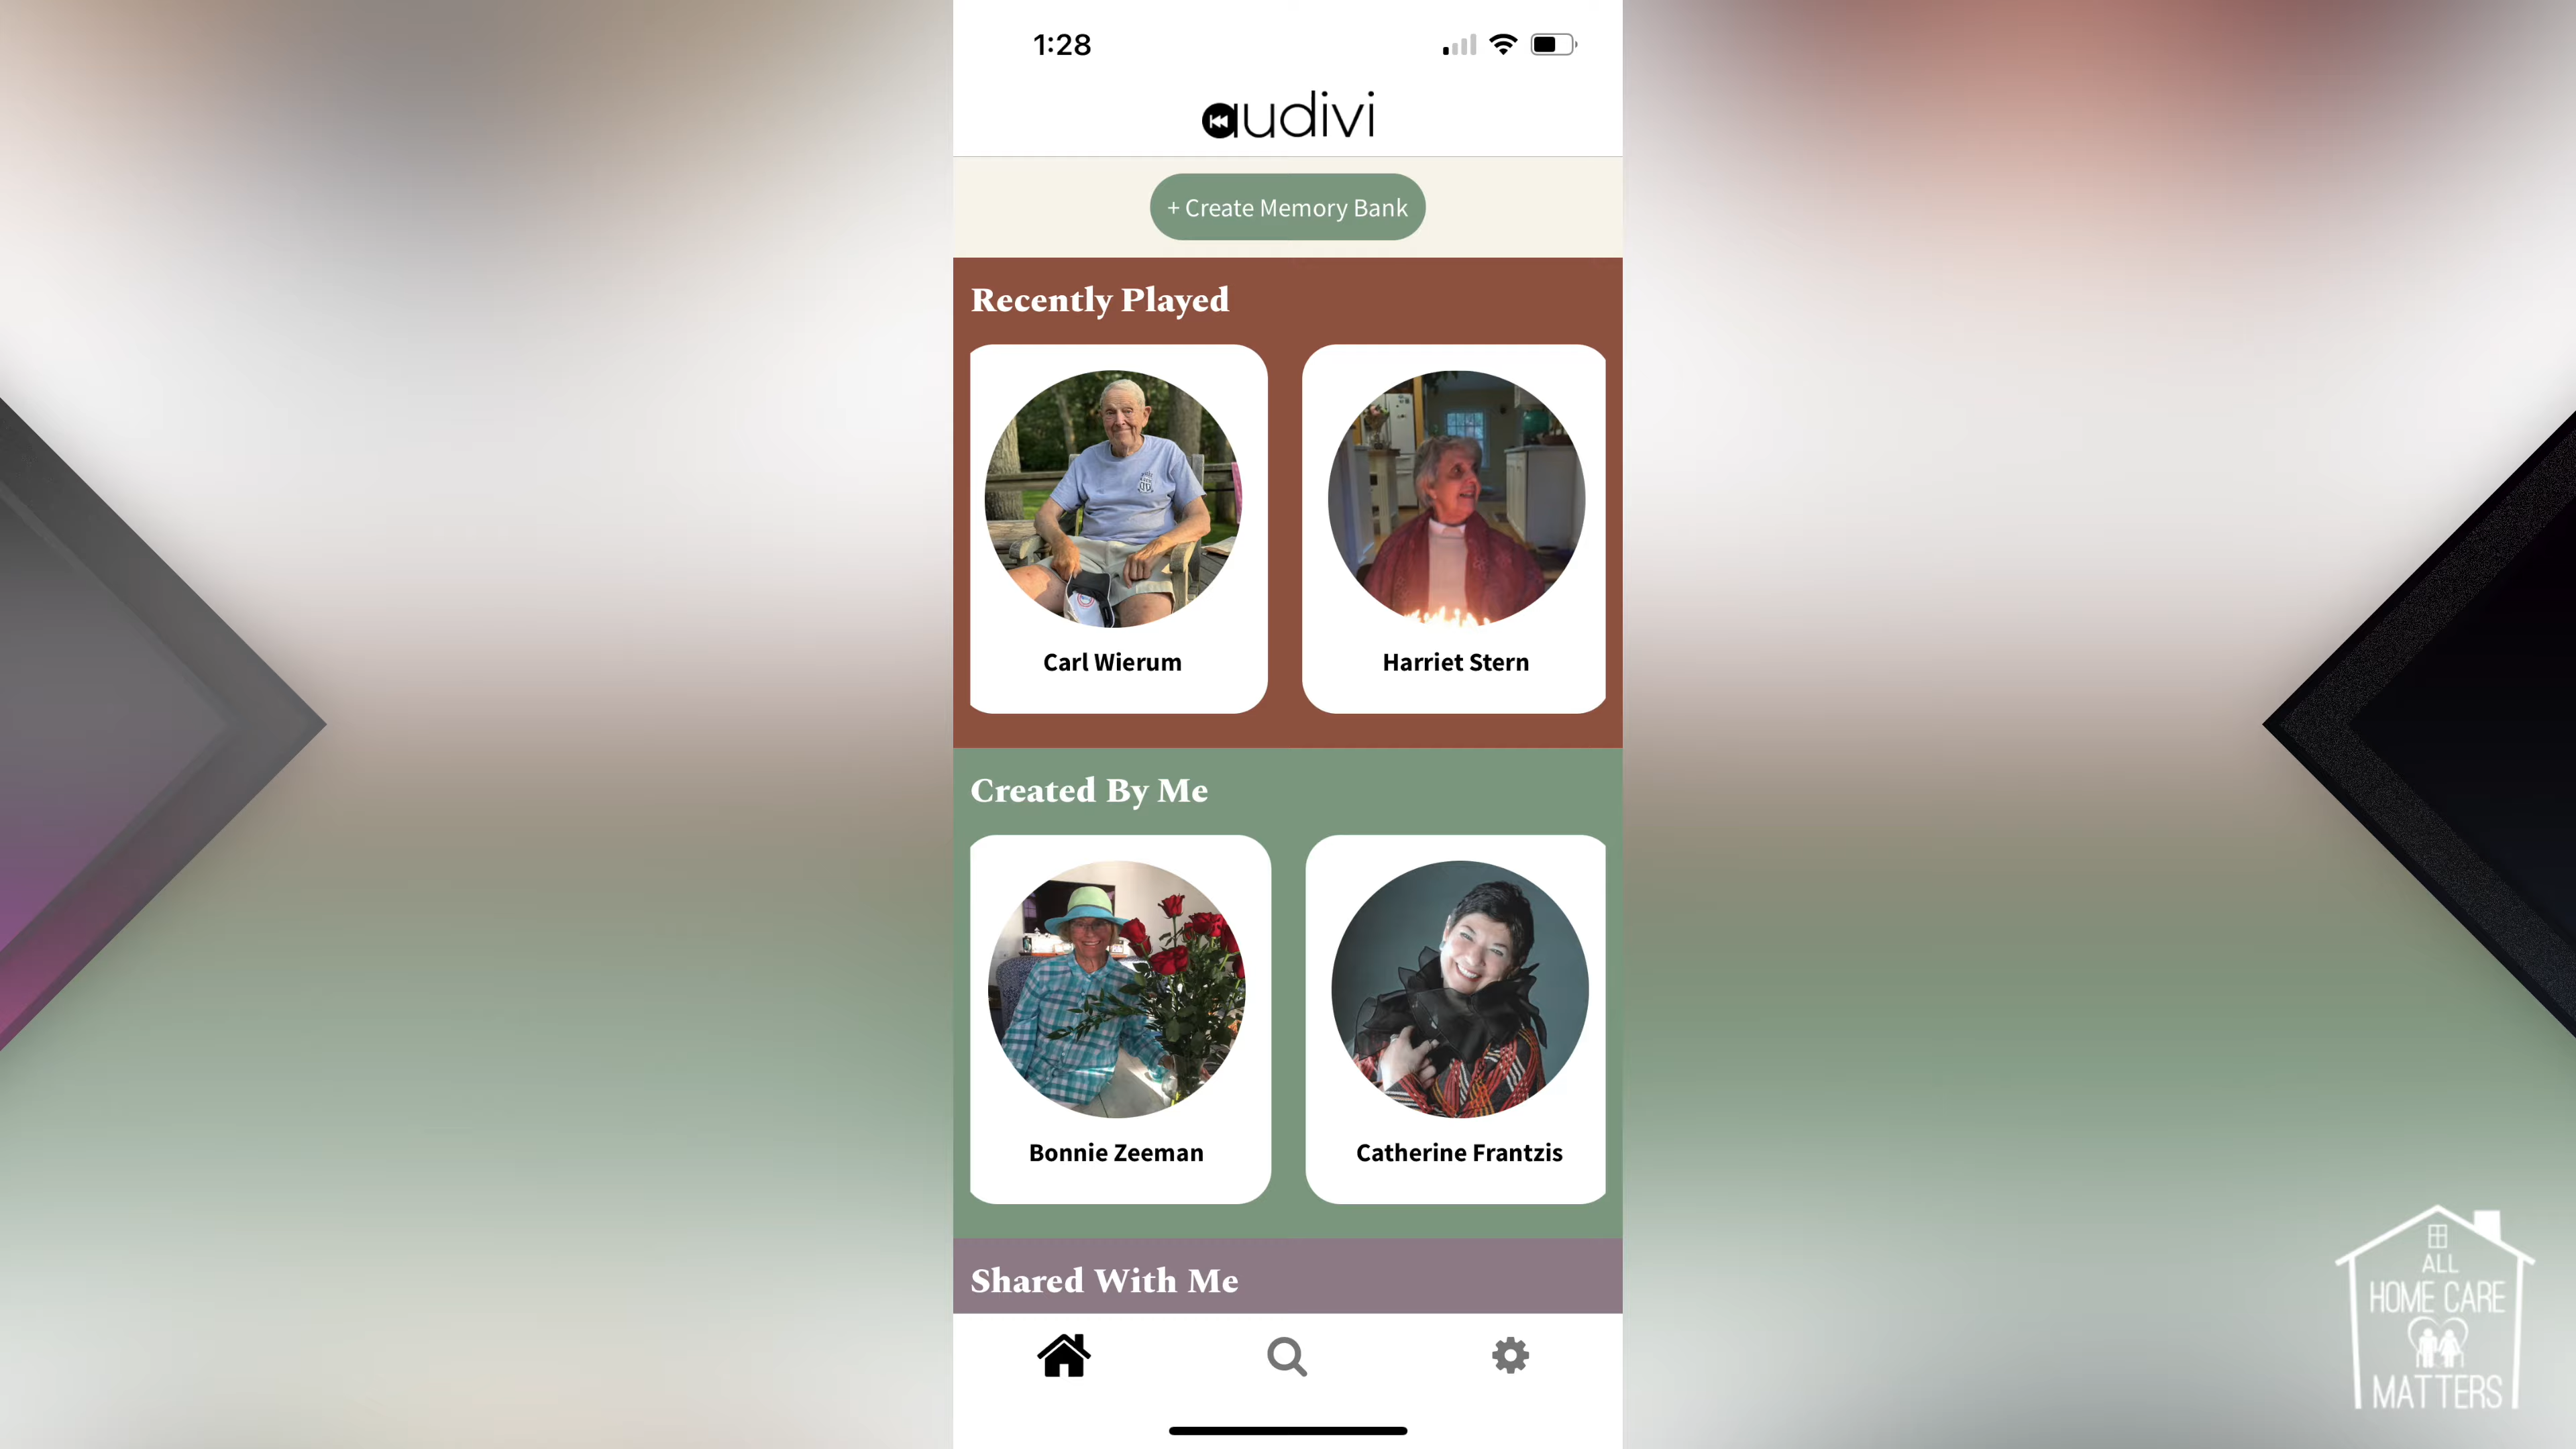 1:28
audivi
+ Create Memory Bank
Recently Played
Carl Wierum
Harriet Stern
Created By Me
Bonnie Zeeman
Catherine Frantzis
Shared With Me
ALL
HOME CARE
MATTERS